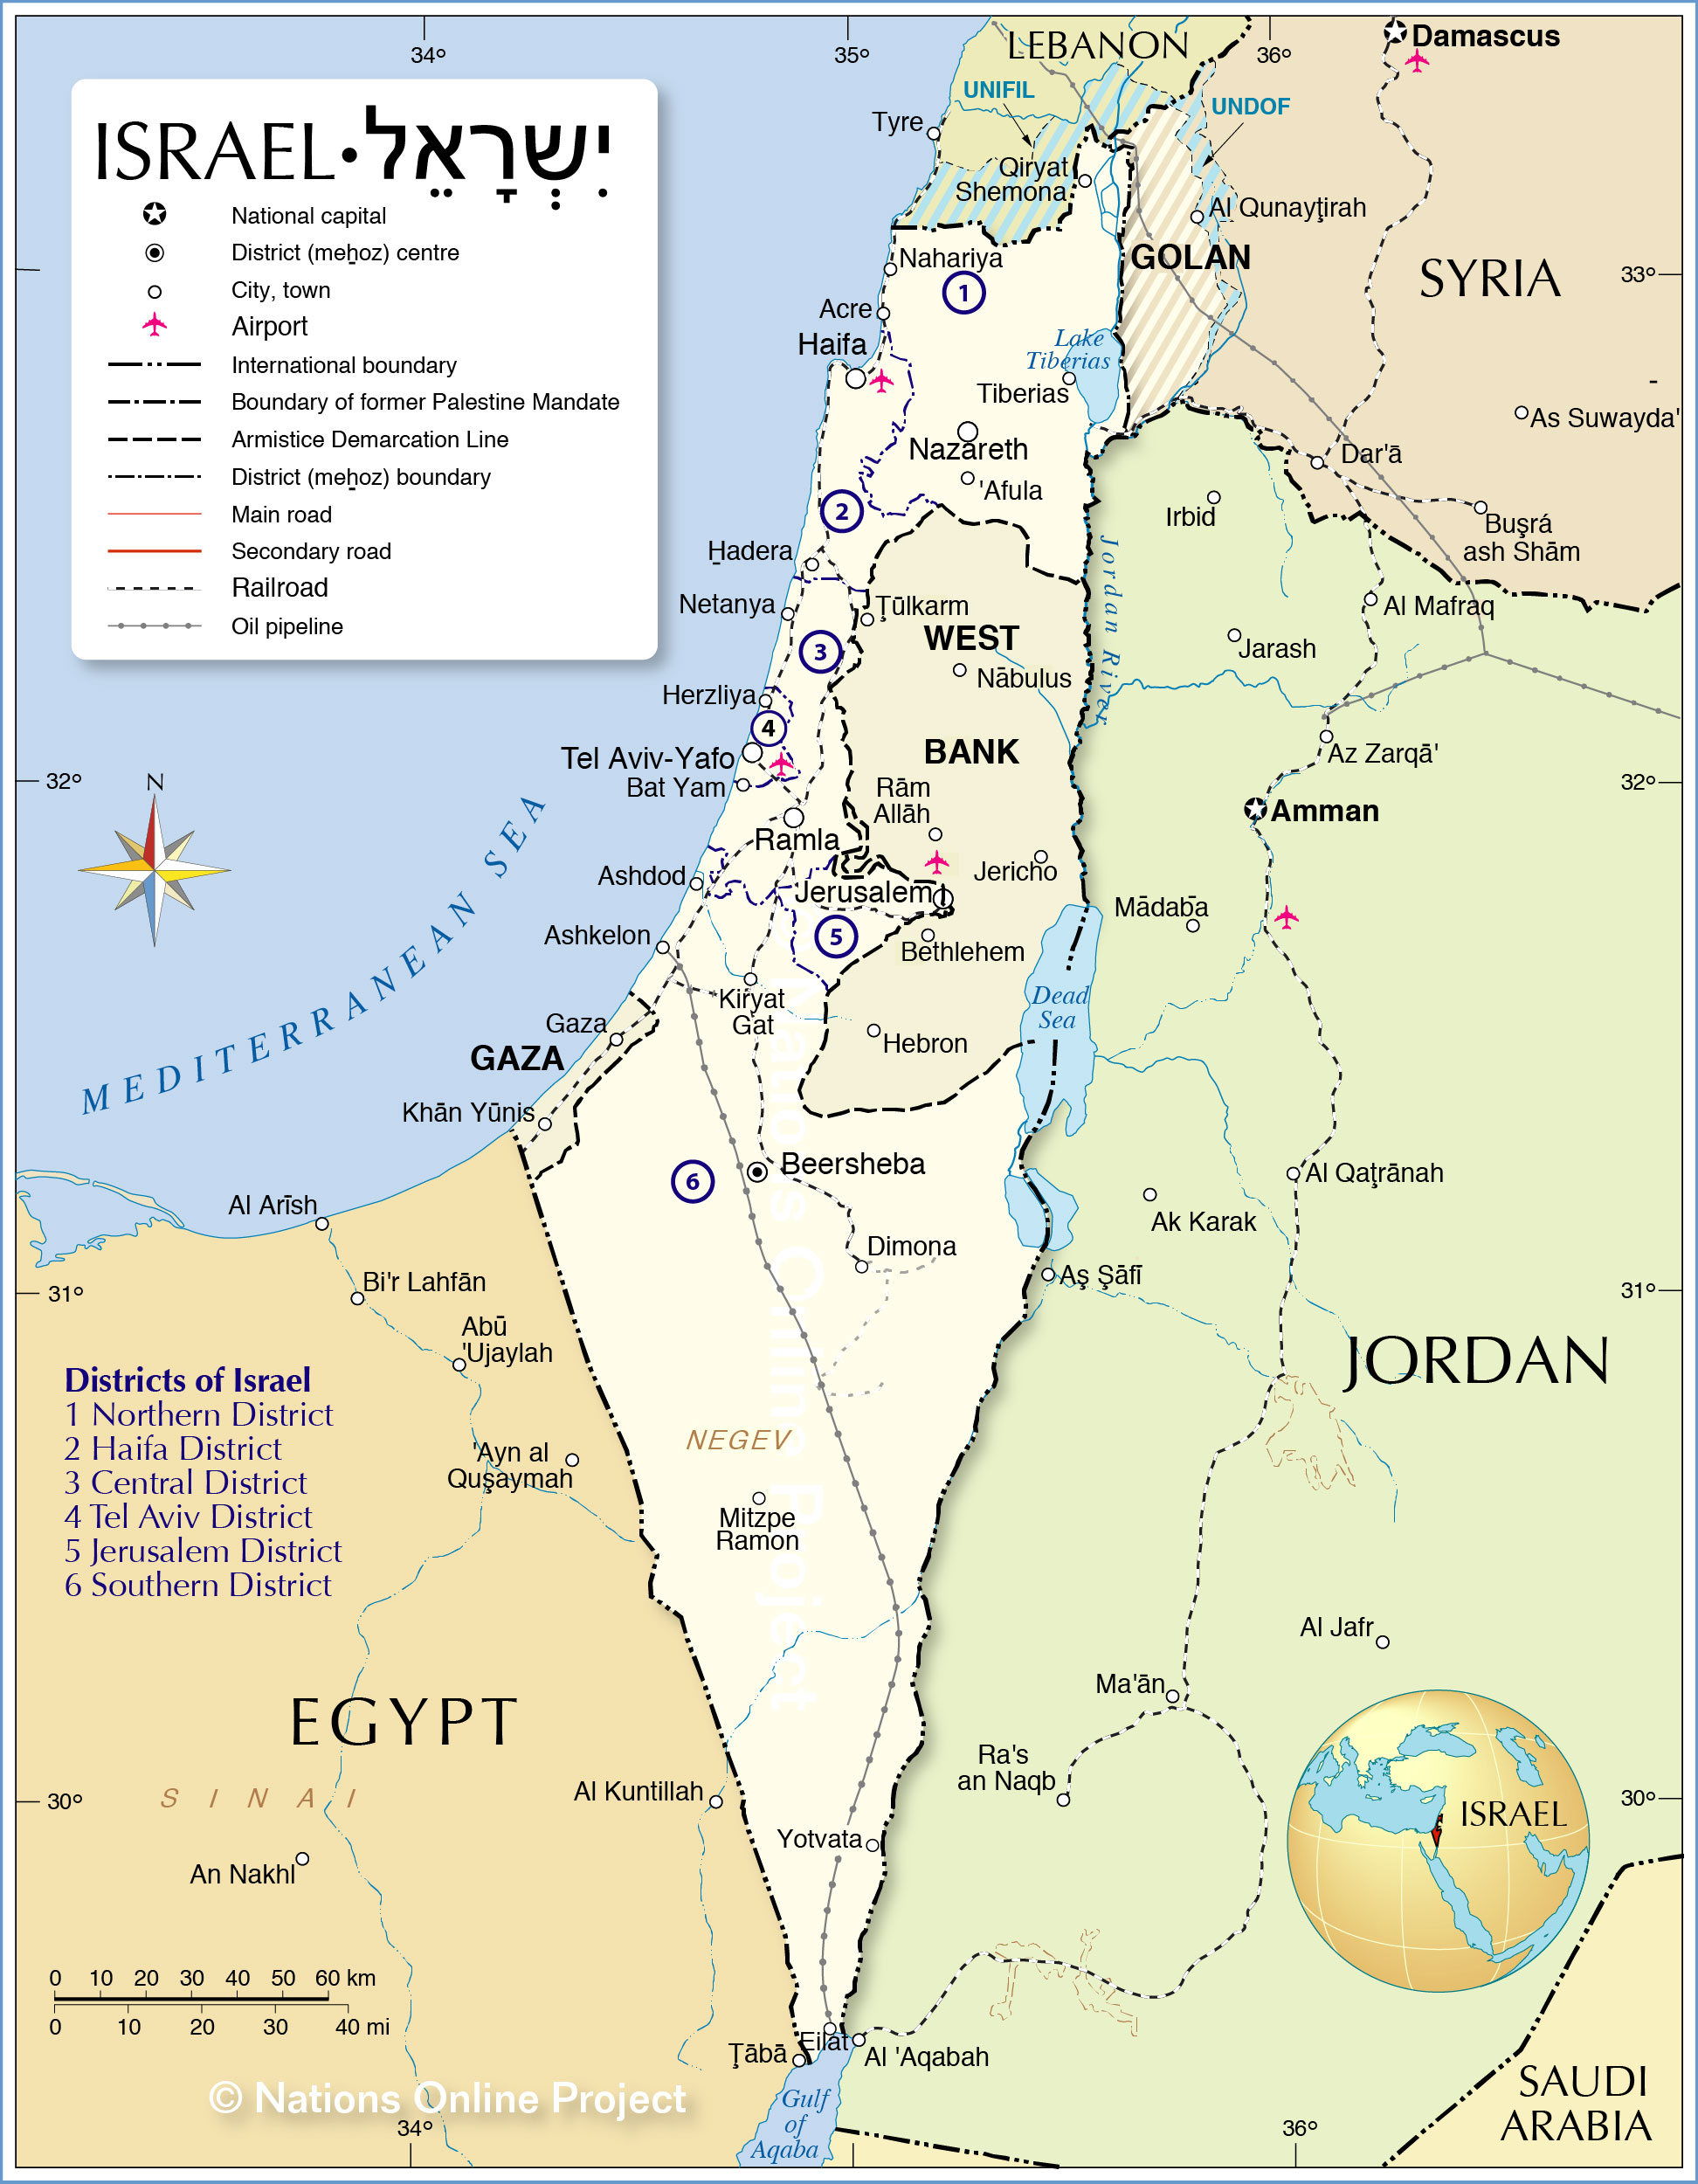 34°
35°
36°
LEBANON
Damascus
UNIFIL
UNDOF
Tyre
ISRAEL•יִשְׂרָאֵל
National capital
District (meẖoz) centre
City, town
Airport
International boundary
Boundary of former Palestine Mandate
Armistice Demarcation Line
District (meẖoz) boundary
Main road
Secondary road
Railroad
Oil pipeline
Qiryat
Shemona
Al Qunayţirah
GOLAN
SYRIA
33°
Nahariya
1
Acre
Haifa
Lake
Tiberias
Tiberias
As Suwayda'
Nazareth
'Afula
Dar'ā
Irbid
2
Buşrá
ash Shām
H̱adera
Netanya
Ţūlkarm
Al Mafraq
WEST
Jordan River
3
Jarash
Nābulus
Herzliya
4
BANK
Tel Aviv-Yafo
Az Zarqā'
Bat Yam
32°
32°
N
Rām
Allāh
Amman
Ramla
Jericho
Ashdod
Jerusalem
Mādabā
MEDITERRANEAN SEA
Ashkelon
5
Bethlehem
Kiryat
Gat
Dead
Sea
Gaza
Hebron
GAZA
Khān Yūnis
Beersheba
6
Al Qaţrānah
Al Arīsh
Ak Karak
Dimona
Aş Şāfī
Bi'r Lahfān
31°
31°
Abū
'Ujaylah
JORDAN
Districts of Israel
1 Northern District
2 Haifa District
3 Central District
4 Tel Aviv District
5 Jerusalem District
6 Southern District
NEGEV
'Ayn al
Quşaymah
Mitzpe
Ramon
© Nations Online Project
Al Jafr
Ma'ān
EGYPT
Ra's
an Naqb
SINAI
Al Kuntillah
30°
30°
ISRAEL
Yotvata
An Nakhl
0 10 20 30 40 50 60 km
0 10 20 30 40 mi
Eilat
Ţābā
Al 'Aqabah
© Nations Online Project
Gulf
of
Aqaba
SAUDI
ARABIA
34°
36°